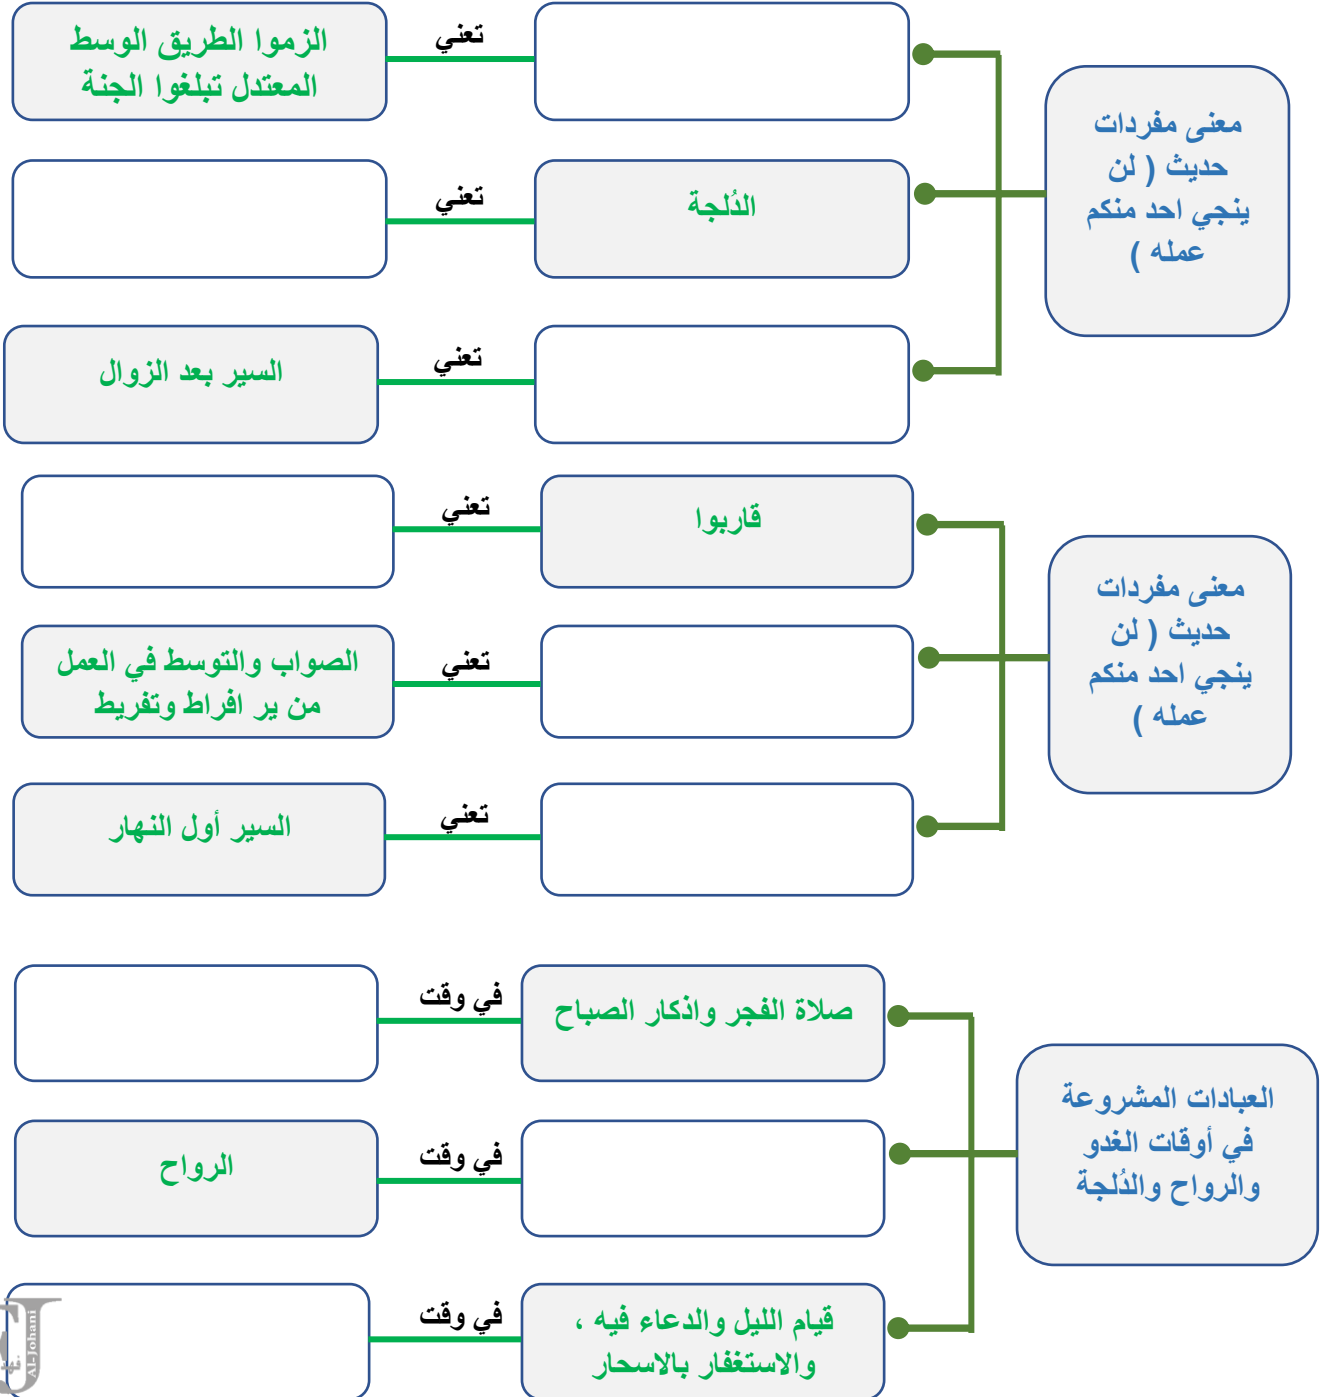 معنى مفردات
حديث ( لن
ينجي احد منكم
عمله )
تعني
الزموا الطريق الوسط
المعتدل تبلغوا الجنة
الدُلجة
تعني
تعني
السير بعد الزوال
معنى مفردات
حديث ( لن
ينجي احد منكم
عمله )
قاربوا
تعني
تعني
الصواب والتوسط في العمل
من ير افراط وتفريط
تعني
السير أول النهار
العبادات المشروعة
في أوقات الغدو
والرواح والدُلجة
صلاة الفجر واذكار الصباح
في وقت
في وقت
الرواح
قيام الليل والدعاء فيه ،
والاستغفار بالاسحار
في وقت
Al-Johani